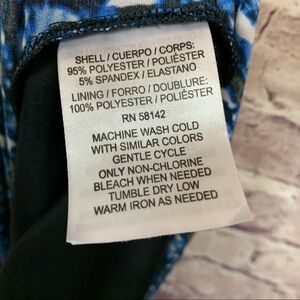 SHELL / CUERPO / CORPS:
95% POLYESTER / POLIÉSTER
5% SPANDEX / ELASTANO
LINING / FORRO / DOUBLURE:
100% POLYESTER / POLIÉSTER
RN 58142
MACHINE WASH COLD
WITH SIMILAR COLORS
GENTLE CYCLE
ONLY NON-CHLORINE
BLEACH WHEN NEEDED
TUMBLE DRY LOW
WARM IRON AS NEEDED